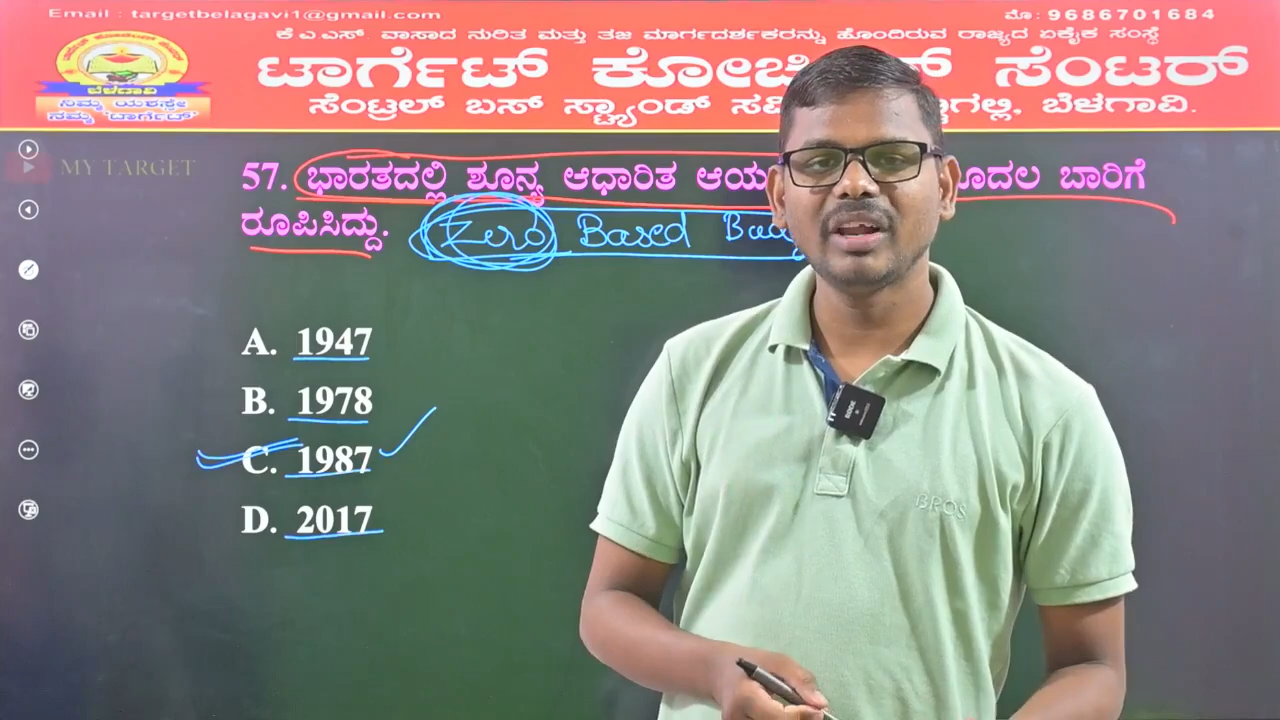 Email : targetbelagavi1@gmail.com
ಮೊ: 9686701684
ಕೆ.ಎ.ಎಸ್. ವಾಸಾದ ನುರಿತ ಮತ್ತು ತಜ್ಞ ಮಾರ್ಗದರ್ಶಕರನ್ನು ಹೊಂದಿರುವ ರಾಜ್ಯದ ಏಕೈಕ ಸಂಸ್ಥೆ
ಟಾರ್ಗೆಟ್ ಕೋಚಿ ಸೆಂಟರ್
ಸೆಂಟ್ರಲ್ ಬಸ್ ಸ್ಟ್ಯಾಂಡ್ ಬೆಳಗಾವಿ.
ಬೆಳಗಾವಿ
ನಿಮ್ಮ ಯಶಸ್ಸೇ
ನಮ್ಮ 'ಟಾರ್ಗೆಟ್'
MY TARGET
57. ಭಾರತದಲ್ಲಿ ಶೂನ್ಯ ಆಧಾರಿತ ಆಯ ಮೊದಲ ಬಾರಿಗೆ
ರೂಪಿಸಿದ್ದು.
Zero Based
A. 1947
B. 1978
C. 1987
D. 2017
BROS